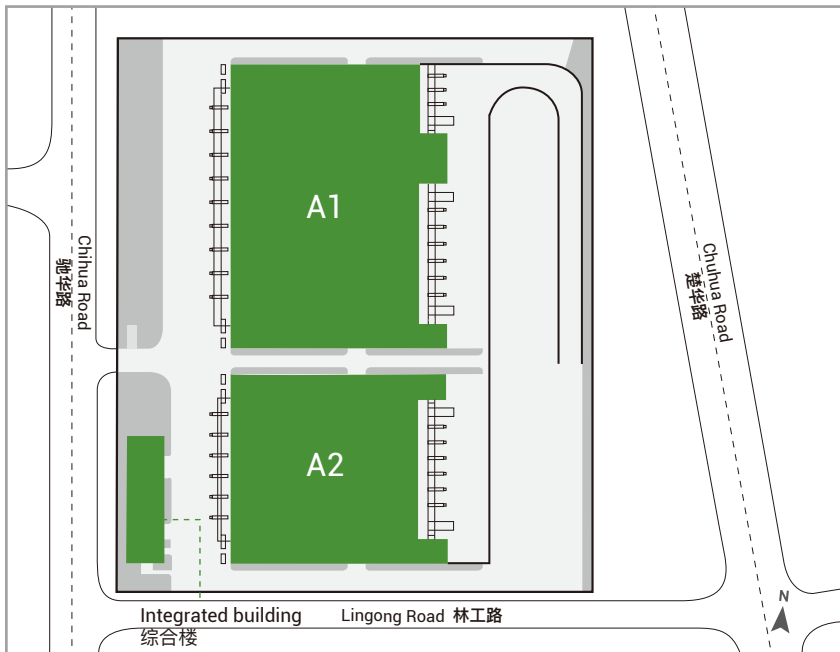 A1
Chihua Road
驰华路
Chuhua Road
楚华路
A2
N
Integrated building
综合楼
Lingong Road 林工路